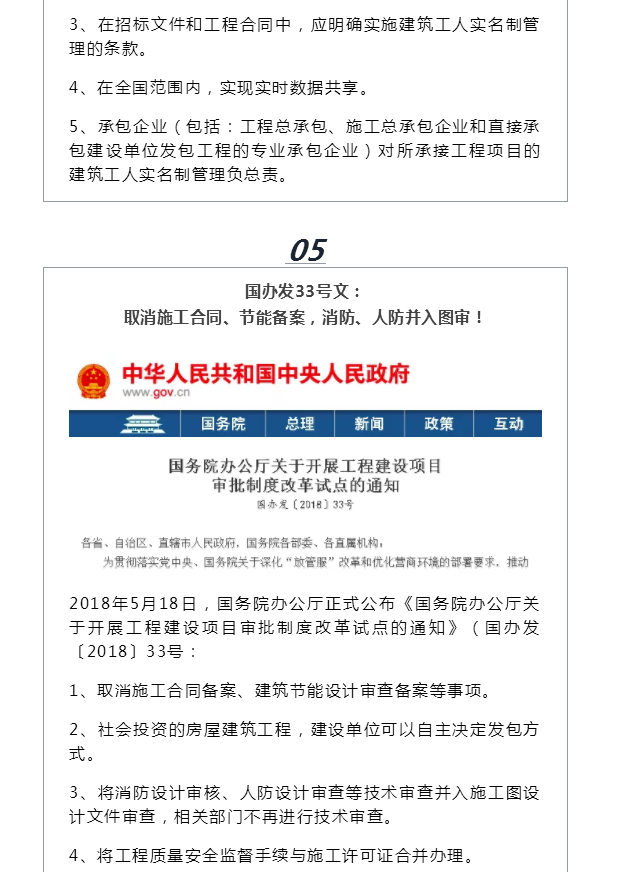 3、在招标文件和工程合同中，应明确实施建筑工人实名制管
理的条款。
4、在全国范围内，实现实时数据共享。
5、承包企业（包括：工程总承包、施工总承包企业和直接承
包建设单位发包工程的专业承包企业）对所承接工程项目的
建筑工人实名制管理负总责。
05
国办发33号文：
取消施工合同、节能备案，消防、人防并入图审！
中华人民共和国中央人民政府
www.gov.cn
国务院 总理 新闻 政策 互动
国务院办公厅关于开展工程建设项目
审批制度改革试点的通知
国办发〔2018〕33号
各省、自治区、直辖市人民政府，国务院各部委、各直属机构：
为贯彻落实党中央、国务院关于深化“放管服”改革和优化营商环境的部署要求，推动
2018年5月18日，国务院办公厅正式公布《国务院办公厅关
于开展工程建设项目审批制度改革试点的通知》（国办发
〔2018〕33号：
1、取消施工合同备案、建筑节能设计审查备案等事项。
2、社会投资的房屋建筑工程，建设单位可以自主决定发包方
式。
3、将消防设计审核、人防设计审查等技术审查并入施工图设
计文件审查，相关部门不再进行技术审查。
4、将工程质量安全监督手续与施工许可证合并办理。